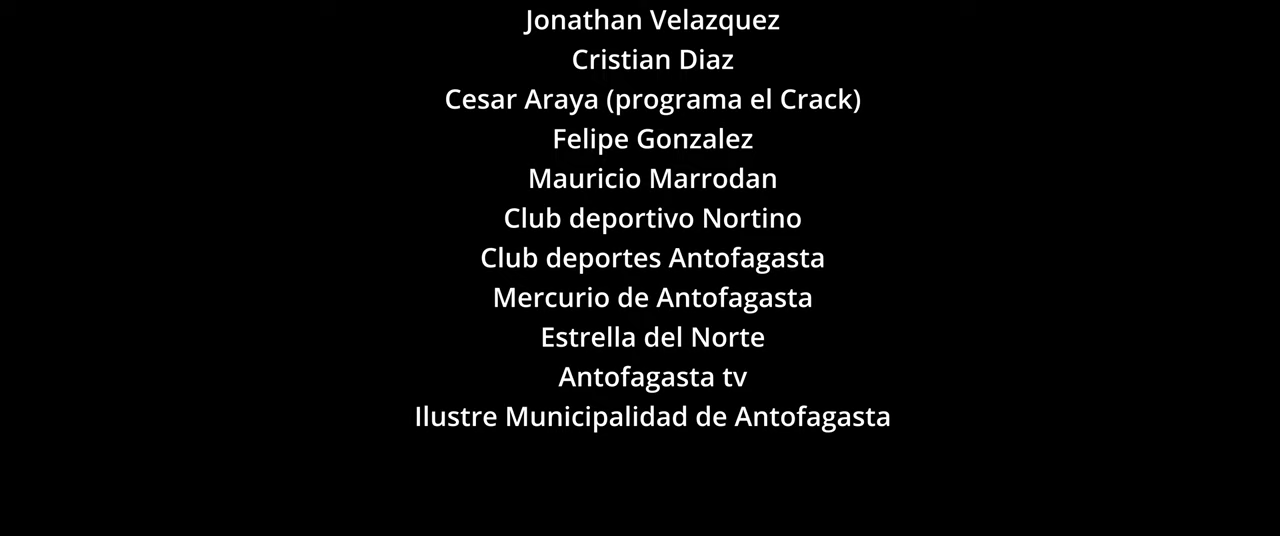 Jonathan Velazquez
Cristian Diaz
Cesar Araya (programa el Crack)
Felipe Gonzalez
Mauricio Marrodan
Club deportivo Nortino
Club deportes Antofagasta
Mercurio de Antofagasta
Estrella del Norte
Antofagasta tv
Ilustre Municipalidad de Antofagasta